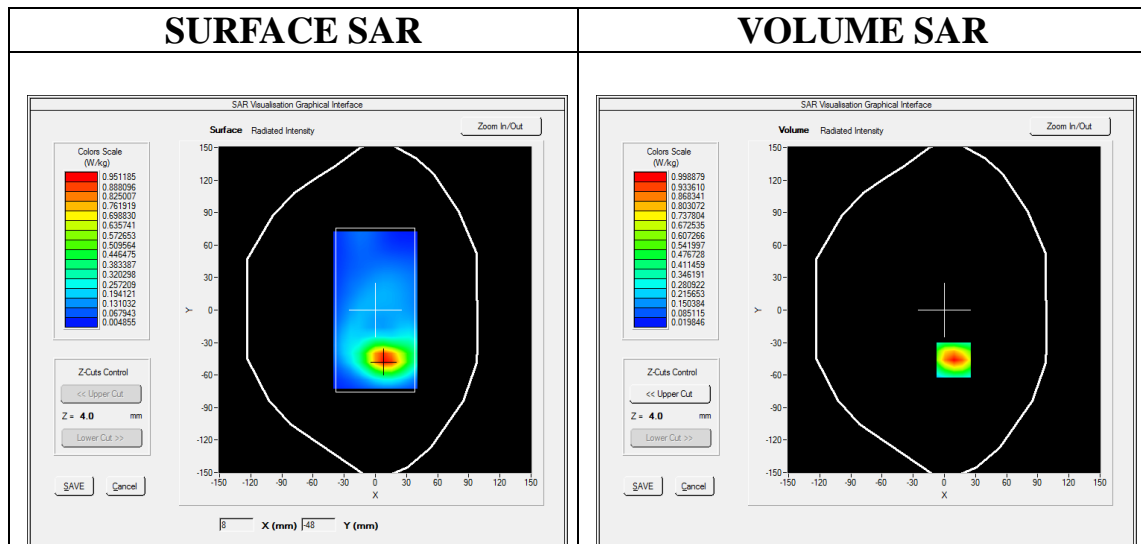 SURFACE SAR
VOLUME SAR
SAR Visualisation Graphical Interface
Surface Radiated Intensity
Zoom In/Out
Colors Scale
(W/kg)
0.951185
0.888096
0.825007
0.761919
0.698830
0.635741
0.572653
0.509564
0.446475
0.383387
0.320298
0.257209
0.194121
0.131032
0.067943
0.004855
150
120
90
60
30
0
-30
-60
-90
-120
-150
Y
-150 -120 -90 -60 -30 0 30 60 90 120 150
X
Z-Cuts Control
<< Upper Cut
Z = 4.0 mm
Lower Cut >>
SAVE Cancel
8 X (mm) -48 Y (mm)
SAR Visualisation Graphical Interface
Volume Radiated Intensity
Zoom In/Out
Colors Scale
(W/kg)
0.998879
0.933610
0.868341
0.803072
0.737804
0.672535
0.607266
0.541997
0.476728
0.411459
0.346191
0.280922
0.215653
0.150384
0.085115
0.019846
150
120
90
60
30
0
-30
-60
-90
-120
-150
Y
-150 -120 -90 -60 -30 0 30 60 90 120 150
X
Z-Cuts Control
<< Upper Cut
Z = 4.0 mm
Lower Cut >>
SAVE Cancel